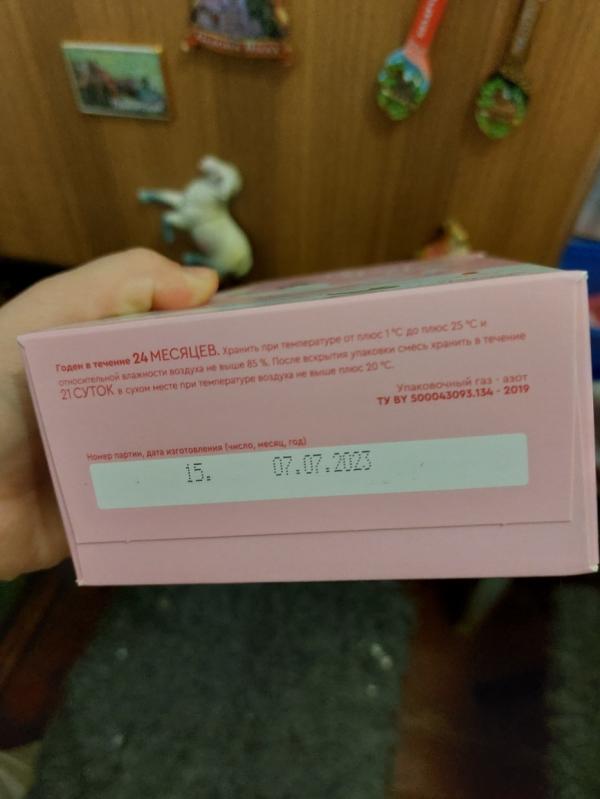 Годен в течение 24 МЕСЯЦЕВ. Хранить при температуре от плюс 1 °С до плюс 25 °С и
относительной влажности воздуха не выше 85 %. После вскрытия упаковки смесь хранить в течение
21 СУТОК в сухом месте при температуре воздуха не выше плюс 20 °С.
Упаковочный газ - азот
ТУ BY 500043093.134 - 2019
Номер партии, дата изготовления (число, месяц, год)
15. 07.07.2023